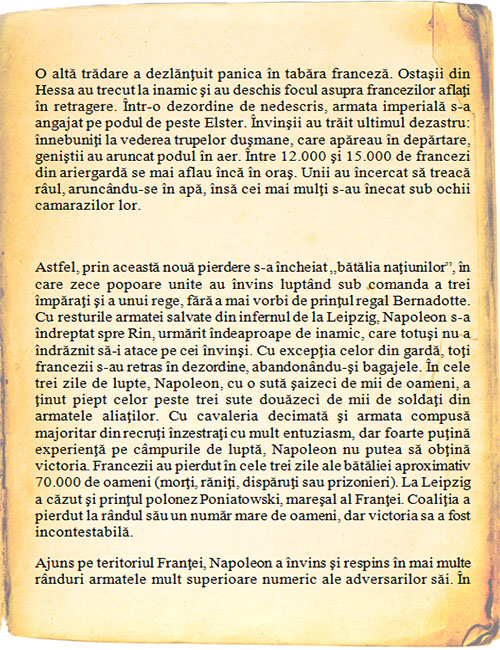 O altă trădare a dezlănţuit panica în tabăra franceză. Ostaşii din
Hessa au trecut la inamic şi au deschis focul asupra francezilor aflaţi
în retragere. Într-o dezordine de nedescris, armata imperială s-a
angajat pe podul de peste Elster. Învinşii au trăit ultimul dezastru:
înnebuniţi la vederea trupelor duşmane, care apăreau în depărtare,
geniştii au aruncat podul în aer. Între 12.000 şi 15.000 de francezi
din ariergardă se mai aflau încă în oraş. Unii au încercat să treacă
râul, aruncându-se în apă, însă cei mai mulţi s-au înecat sub ochii
camarazilor lor.
Astfel, prin această nouă pierdere s-a încheiat ,,bătălia naţiunilor”, în
care zece popoare unite au învins luptând sub comanda a trei
împăraţi şi a unui rege, fără a mai vorbi de prinţul regal Bernadotte.
Cu resturile armatei salvate din infernul de la Leipzig, Napoleon s-a
îndreptat spre Rin, urmărit îndeaproape de inamic, care totuşi nu a
îndrăznit să-i atace pe cei învinşi. Cu excepţia celor din gardă, toţi
francezii s-au retras în dezordine, abandonându-şi bagajele. În cele
trei zile de lupte, Napoleon, cu o sută şaizeci de mii de oameni, a
ţinut piept celor peste trei sute douăzeci de mii de soldaţi din
armatele aliaţilor. Cu cavaleria decimată şi armata compusă
majoritar din recruţi înzestraţi cu mult entuziasm, dar foarte puţină
experienţă pe câmpurile de luptă, Napoleon nu putea să obţină
victoria. Francezii au pierdut în cele trei zile ale bătăliei aproximativ
70.000 de oameni (morţi, răniţi, dispăruţi sau prizonieri). La Leipzig
a căzut şi prinţul polonez Poniatowski, mareşal al Franţei. Coaliţia a
pierdut la rândul său un număr mare de oameni, dar victoria sa a fost
incontestabilă.
Ajuns pe teritoriul Franţei, Napoleon a învins şi respins în mai multe
rânduri armatele mult superioare numeric ale adversarilor săi. În